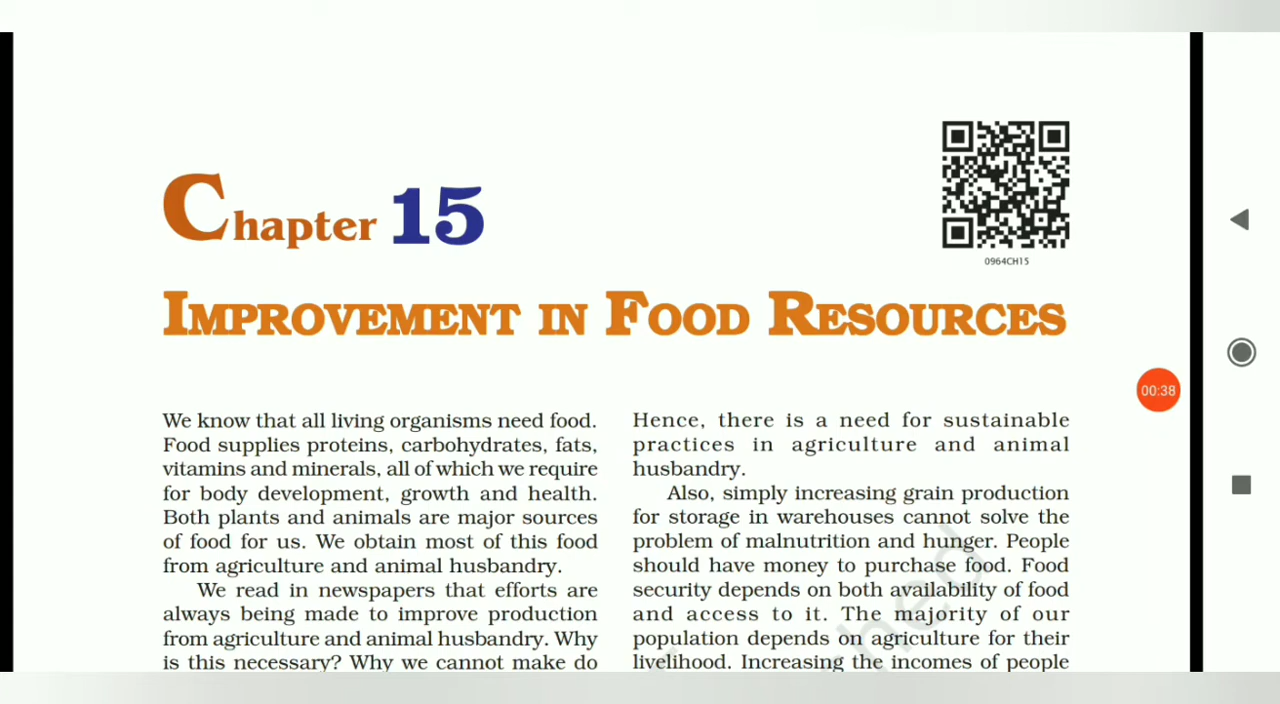 Chapter 15
0964CH15
IMPROVEMENT IN FOOD RESOURCES
00:38
We know that all living organisms need food.
Food supplies proteins, carbohydrates, fats,
vitamins and minerals, all of which we require
for body development, growth and health.
Both plants and animals are major sources
of food for us. We obtain most of this food
from agriculture and animal husbandry.
We read in newspapers that efforts are
always being made to improve production
from agriculture and animal husbandry. Why
is this necessary? Why we cannot make do
Hence, there is a need for sustainable
practices in agriculture and animal
husbandry.
Also, simply increasing grain production
for storage in warehouses cannot solve the
problem of malnutrition and hunger. People
should have money to purchase food. Food
security depends on both availability of food
and access to it. The majority of our
population depends on agriculture for their
livelihood. Increasing the incomes of people